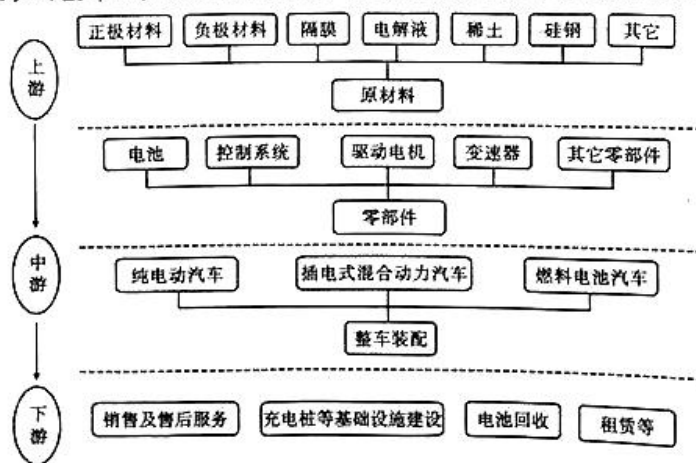 正极材料 负极材料 隔膜 电解液 稀土 硅钢 其它
上游
原材料
电池 控制系统 驱动电机 变速器 其它零部件
零部件
中游
纯电动汽车 插电式混合动力汽车 燃料电池汽车
整车装配
下游
销售及售后服务 充电桩等基础设施建设 电池回收 租赁等